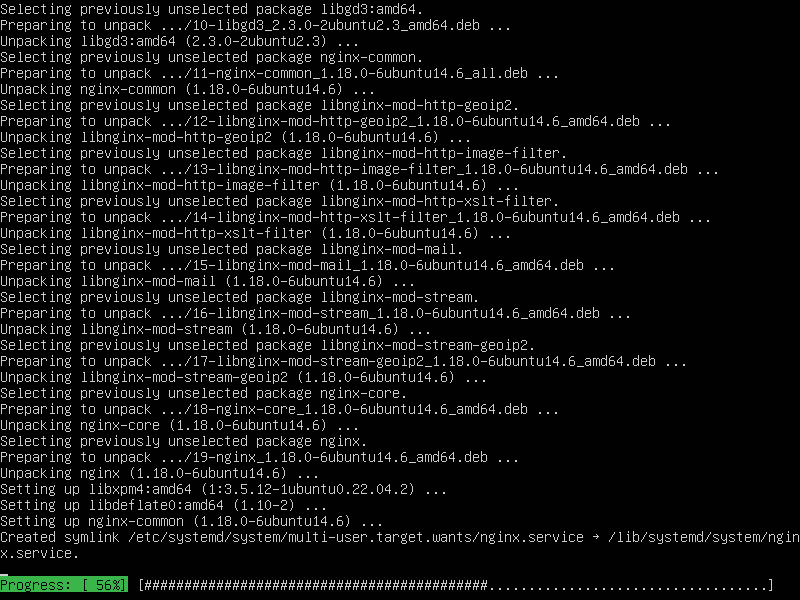 Selecting previously unselected package libgd3:amd64.
Preparing to unpack .../10-libgd3_2.3.0-2ubuntu2.3_amd64.deb ...
Unpacking libgd3:amd64 (2.3.0-2ubuntu2.3) ...
Selecting previously unselected package nginx-common.
Preparing to unpack .../11-nginx-common_1.18.0-6ubuntu14.6_all.deb ...
Unpacking nginx-common (1.18.0-6ubuntu14.6) ...
Selecting previously unselected package libnginx-mod-http-geoip2.
Preparing to unpack .../12-libnginx-mod-http-geoip2_1.18.0-6ubuntu14.6_amd64.deb ...
Unpacking libnginx-mod-http-geoip2 (1.18.0-6ubuntu14.6) ...
Selecting previously unselected package libnginx-mod-http-image-filter.
Preparing to unpack .../13-libnginx-mod-http-image-filter_1.18.0-6ubuntu14.6_amd64.deb ...
Unpacking libnginx-mod-http-image-filter (1.18.0-6ubuntu14.6) ...
Selecting previously unselected package libnginx-mod-http-xslt-filter.
Preparing to unpack .../14-libnginx-mod-http-xslt-filter_1.18.0-6ubuntu14.6_amd64.deb ...
Unpacking libnginx-mod-http-xslt-filter (1.18.0-6ubuntu14.6) ...
Selecting previously unselected package libnginx-mod-mail.
Preparing to unpack .../15-libnginx-mod-mail_1.18.0-6ubuntu14.6_amd64.deb ...
Unpacking libnginx-mod-mail (1.18.0-6ubuntu14.6) ...
Selecting previously unselected package libnginx-mod-stream.
Preparing to unpack .../16-libnginx-mod-stream_1.18.0-6ubuntu14.6_amd64.deb ...
Unpacking libnginx-mod-stream (1.18.0-6ubuntu14.6) ...
Selecting previously unselected package libnginx-mod-stream-geoip2.
Preparing to unpack .../17-libnginx-mod-stream-geoip2_1.18.0-6ubuntu14.6_amd64.deb ...
Unpacking libnginx-mod-stream-geoip2 (1.18.0-6ubuntu14.6) ...
Selecting previously unselected package nginx-core.
Preparing to unpack .../18-nginx-core_1.18.0-6ubuntu14.6_amd64.deb ...
Unpacking nginx-core (1.18.0-6ubuntu14.6) ...
Selecting previously unselected package nginx.
Preparing to unpack .../19-nginx_1.18.0-6ubuntu14.6_amd64.deb ...
Unpacking nginx (1.18.0-6ubuntu14.6) ...
Setting up libxpm4:amd64 (1:3.5.12-1ubuntu0.22.04.2) ...
Setting up libdeflate0:amd64 (1.10-2) ...
Setting up nginx-common (1.18.0-6ubuntu14.6) ...
Created symlink /etc/systemd/system/multi-user.target.wants/nginx.service → /lib/systemd/system/ngin
x.service.
Progress: [ 56%] [###########################################...................................]